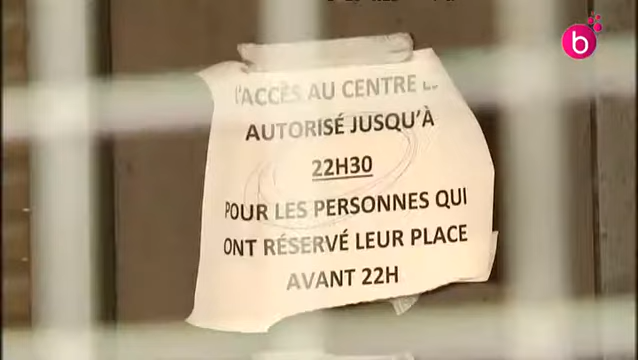 L'ACCÈS AU CENTRE
AUTORISÉ JUSQU'À
22H30
POUR LES PERSONNES QUI
ONT RÉSERVÉ LEUR PLACE
AVANT 22H
b